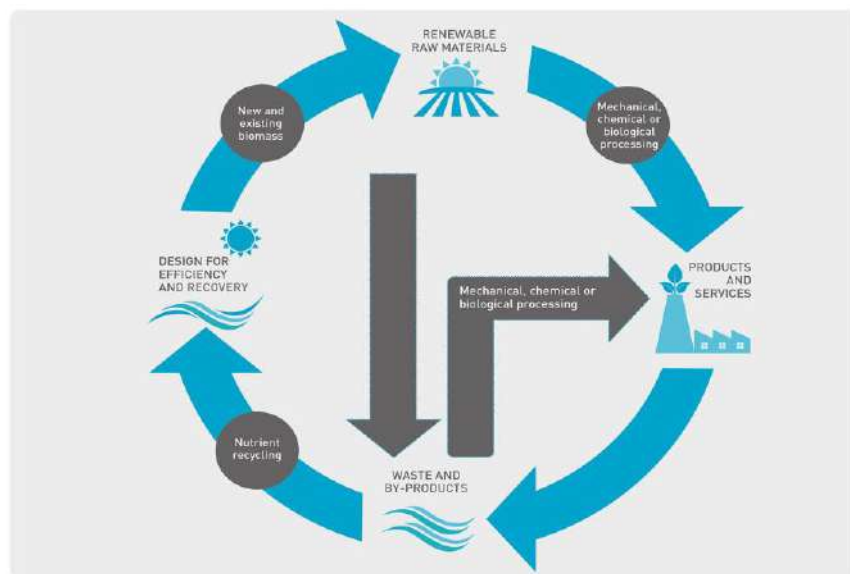 RENEWABLE
RAW MATERIALS
New and
existing
biomass
Mechanical,
chemical or
biological
processing
DESIGN FOR
EFFICIENCY
AND RECOVERY
PRODUCTS
AND
SERVICES
Mechanical, chemical or
biological processing
Nutrient
recycling
WASTE AND
BY-PRODUCTS